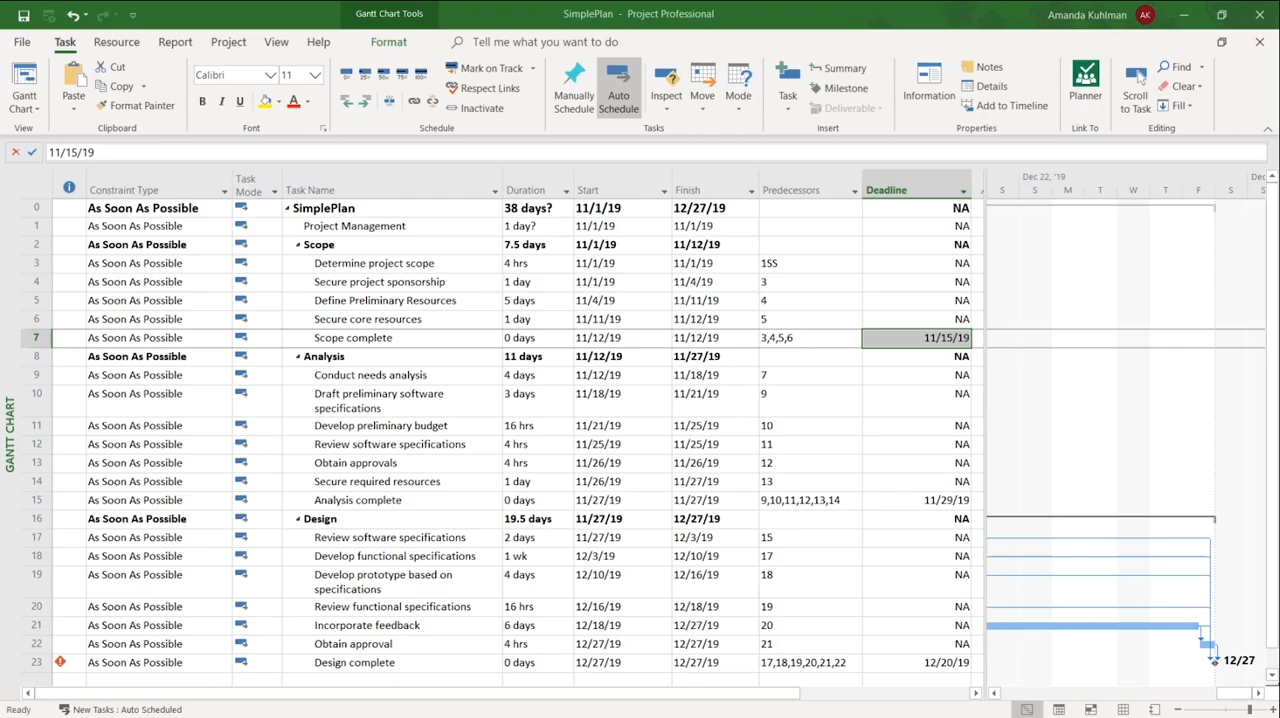 Gantt Chart Tools
SimplePlan - Project Professional
Amanda Kuhlman AK
File Task Resource Report Project View Help Format Tell me what you want to do
Gantt Chart
View
Paste
Cut
Copy
Format Painter
Clipboard
Calibri 11
B I U A
Font
0% 25% 50% 75% 100%
Mark on Track
Respect Links
Inactivate
Schedule
Manually Schedule
Auto Schedule
Inspect Move Mode
Tasks
Task
Summary
Milestone
Deliverable
Insert
Information
Notes
Details
Add to Timeline
Properties
Planner
Link To
Scroll to Task
Find
Clear
Fill
Editing
11/15/19
Constraint Type Task Mode Task Name Duration Start Finish Predecessors Deadline
Dec 22, '19 De
S S M T W T F S S
0 As Soon As Possible SimplePlan 38 days? 11/1/19 12/27/19 NA
1 As Soon As Possible Project Management 1 day? 11/1/19 11/1/19 NA
2 As Soon As Possible Scope 7.5 days 11/1/19 11/12/19 NA
3 As Soon As Possible Determine project scope 4 hrs 11/1/19 11/1/19 1SS NA
4 As Soon As Possible Secure project sponsorship 1 day 11/1/19 11/4/19 3 NA
5 As Soon As Possible Define Preliminary Resources 5 days 11/4/19 11/11/19 4 NA
6 As Soon As Possible Secure core resources 1 day 11/11/19 11/12/19 5 NA
7 As Soon As Possible Scope complete 0 days 11/12/19 11/12/19 3,4,5,6 11/15/19
8 As Soon As Possible Analysis 11 days 11/12/19 11/27/19 NA
9 As Soon As Possible Conduct needs analysis 4 days 11/12/19 11/18/19 7 NA
10 As Soon As Possible Draft preliminary software specifications 3 days 11/18/19 11/21/19 9 NA
11 As Soon As Possible Develop preliminary budget 16 hrs 11/21/19 11/25/19 10 NA
12 As Soon As Possible Review software specifications 4 hrs 11/25/19 11/25/19 11 NA
13 As Soon As Possible Obtain approvals 4 hrs 11/26/19 11/26/19 12 NA
14 As Soon As Possible Secure required resources 1 day 11/26/19 11/27/19 13 NA
15 As Soon As Possible Analysis complete 0 days 11/27/19 11/27/19 9,10,11,12,13,14 11/29/19
16 As Soon As Possible Design 19.5 days 11/27/19 12/27/19 NA
17 As Soon As Possible Review software specifications 2 days 11/27/19 12/3/19 15 NA
18 As Soon As Possible Develop functional specifications 1 wk 12/3/19 12/10/19 17 NA
19 As Soon As Possible Develop prototype based on specifications 4 days 12/10/19 12/16/19 18 NA
20 As Soon As Possible Review functional specifications 16 hrs 12/16/19 12/18/19 19 NA
21 As Soon As Possible Incorporate feedback 6 days 12/18/19 12/27/19 20 NA
22 As Soon As Possible Obtain approval 4 hrs 12/27/19 12/27/19 21 NA
23 As Soon As Possible Design complete 0 days 12/27/19 12/27/19 17,18,19,20,21,22 12/20/19
12/27
GANTT CHART
Ready New Tasks : Auto Scheduled